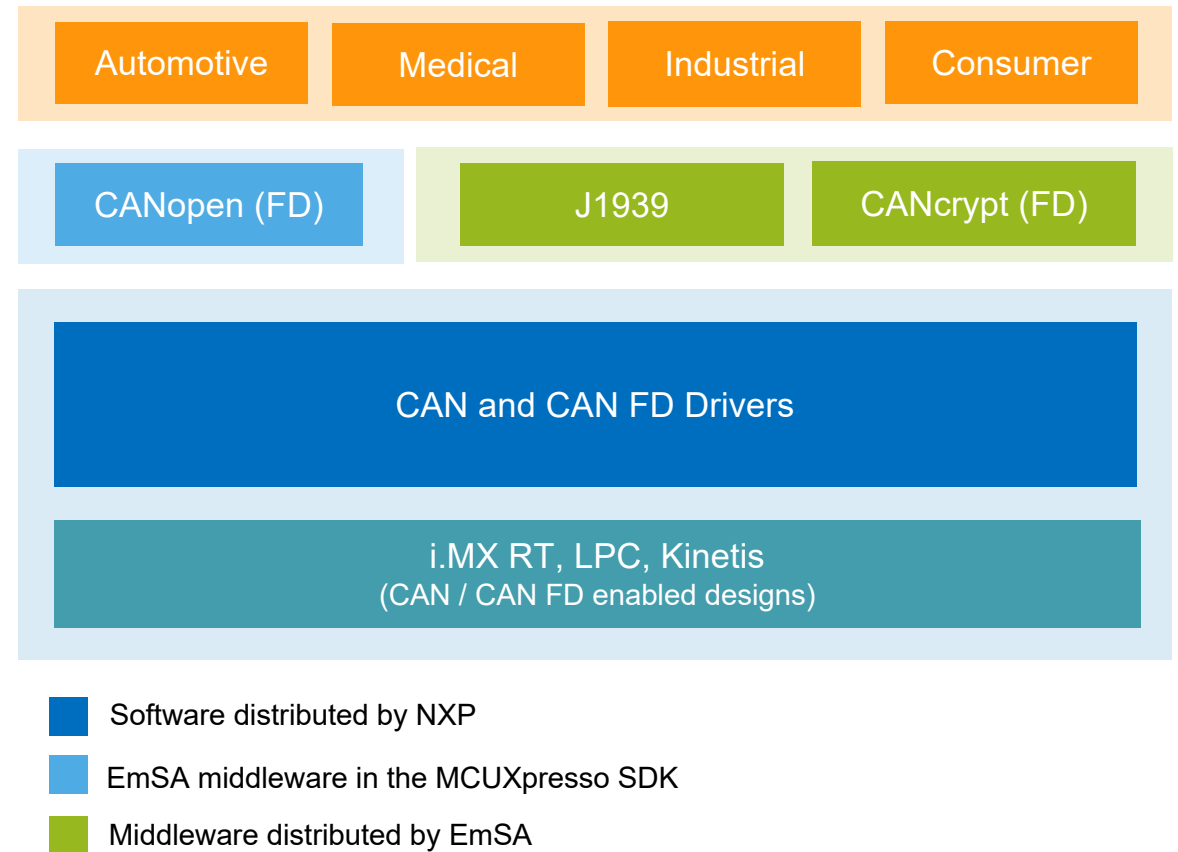 Automotive
Medical
Industrial
Consumer
CANopen (FD)
J1939
CANcrypt (FD)
CAN and CAN FD Drivers
i.MX RT, LPC, Kinetis
(CAN / CAN FD enabled designs)
Software distributed by NXP
EmSA middleware in the MCUXpresso SDK
Middleware distributed by EmSA